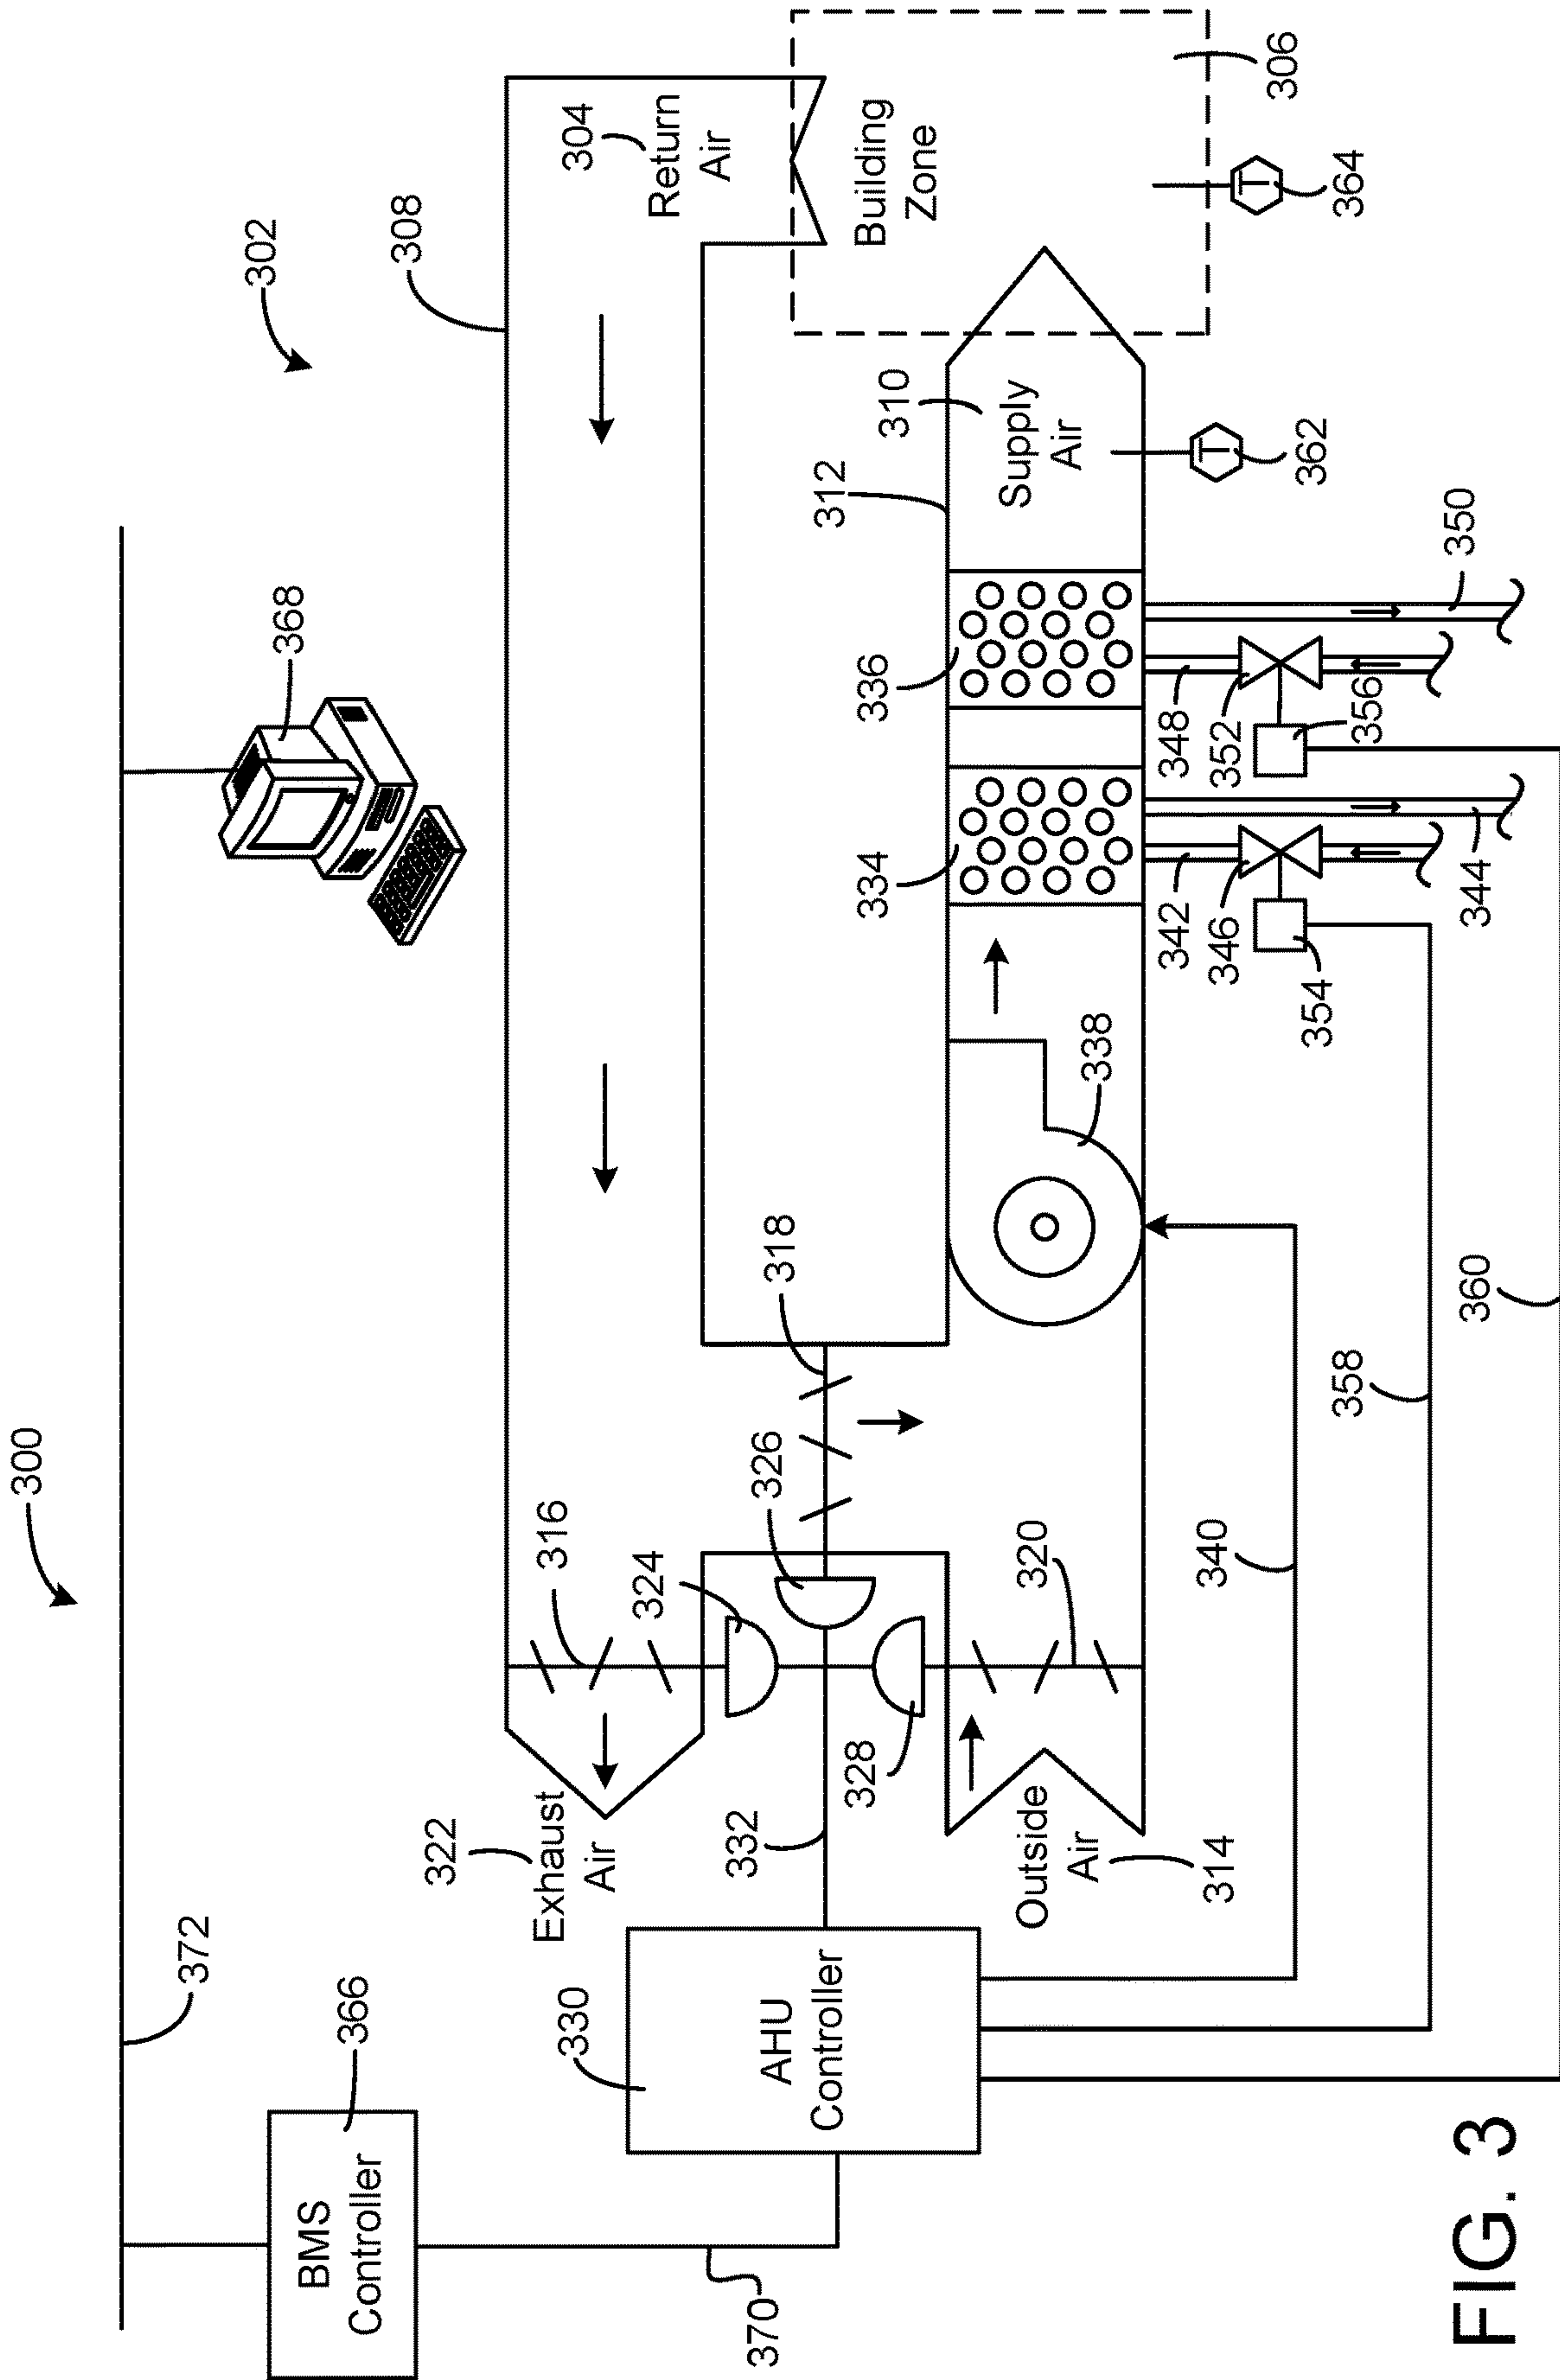 300
372
366
BMS
Controller
370
368
302
308
304
Return
Air
Building
Zone
306
364
T
322
Exhaust
Air
316
324
326
318
332
328
330
AHU
Controller
Outside
Air
314
320
340
338
334
336
312
310
Supply
Air
362
T
342
346
354
344
348
352
356
350
358
360
FIG. 3